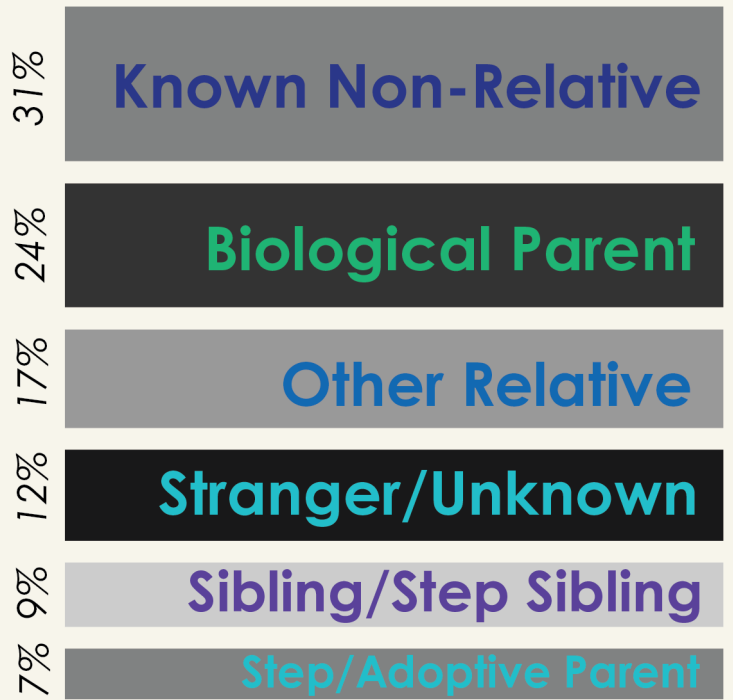 31% Known Non-Relative
24% Biological Parent
17% Other Relative
12% Stranger/Unknown
9% Sibling/Step Sibling
7% Step/Adoptive Parent